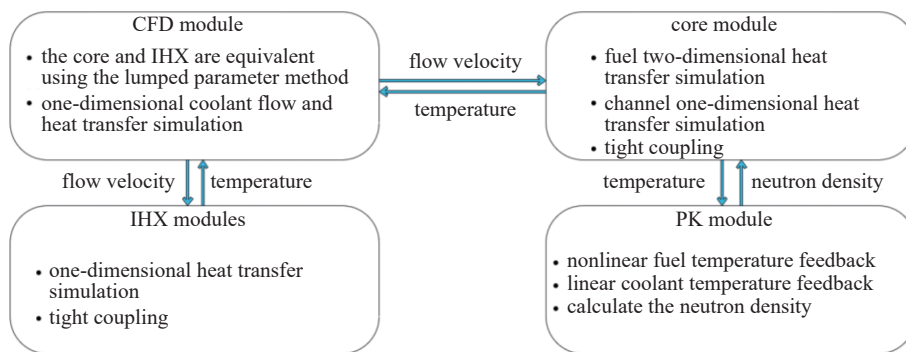 CFD module
• the core and IHX are equivalent
using the lumped parameter method
• one-dimensional coolant flow and
heat transfer simulation
flow velocity
temperature
core module
• fuel two-dimensional heat
transfer simulation
• channel one-dimensional heat
transfer simulation
• tight coupling
flow velocity
temperature
temperature
neutron density
IHX modules
• one-dimensional heat transfer
simulation
• tight coupling
PK module
• nonlinear fuel temperature feedback
• linear coolant temperature feedback
• calculate the neutron density